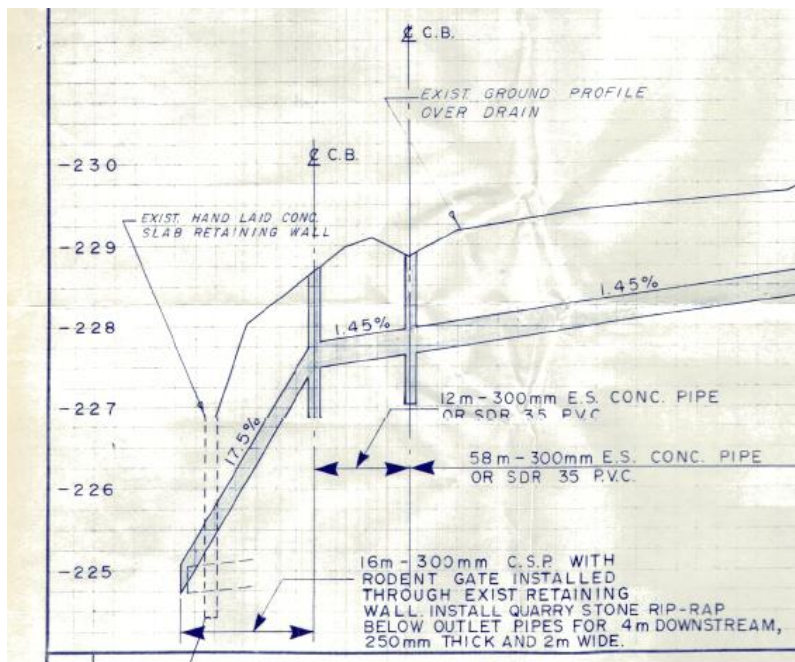 ℄ C.B.
EXIST. GROUND PROFILE
OVER DRAIN
℄ C.B.
-230
EXIST. HAND LAID CONC.
SLAB RETAINING WALL
-229
1.45%
-228
1.45%
-227
12m-300mm E.S. CONC. PIPE
OR SDR 35 P.V.C.
17.5%
58m-300mm E.S. CONC. PIPE
OR SDR 35 P.V.C.
-226
-225
16m-300mm C.S.P. WITH
RODENT GATE INSTALLED
THROUGH EXIST RETAINING
WALL. INSTALL QUARRY STONE RIP-RAP
BELOW OUTLET PIPES FOR 4m DOWNSTREAM,
250mm THICK AND 2m WIDE.